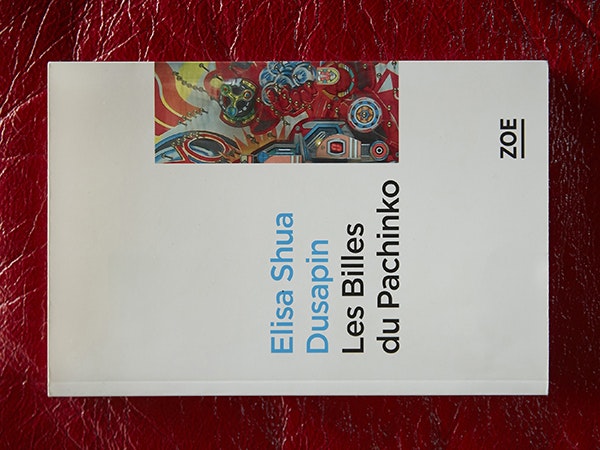 Elisa Shua
Dusapin
Les Billes
du Pachinko
ZOE